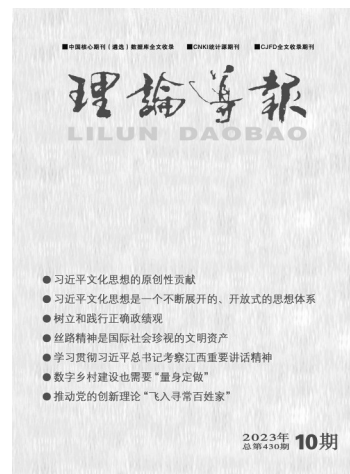 ■中国核心期刊（遴选）数据库全文收录 ■CNKI统计源期刊 ■CJFD全文收录期刊
理論导報
LILUN DAOBAO
●习近平文化思想的原创性贡献
●习近平文化思想是一个不断展开的、开放式的思想体系
●树立和践行正确政绩观
●丝路精神是国际社会珍视的文明资产
●学习贯彻习近平总书记考察江西重要讲话精神
●数字乡村建设也需要“量身定做”
●推动党的创新理论“飞入寻常百姓家”
2023年
总第430期 10期